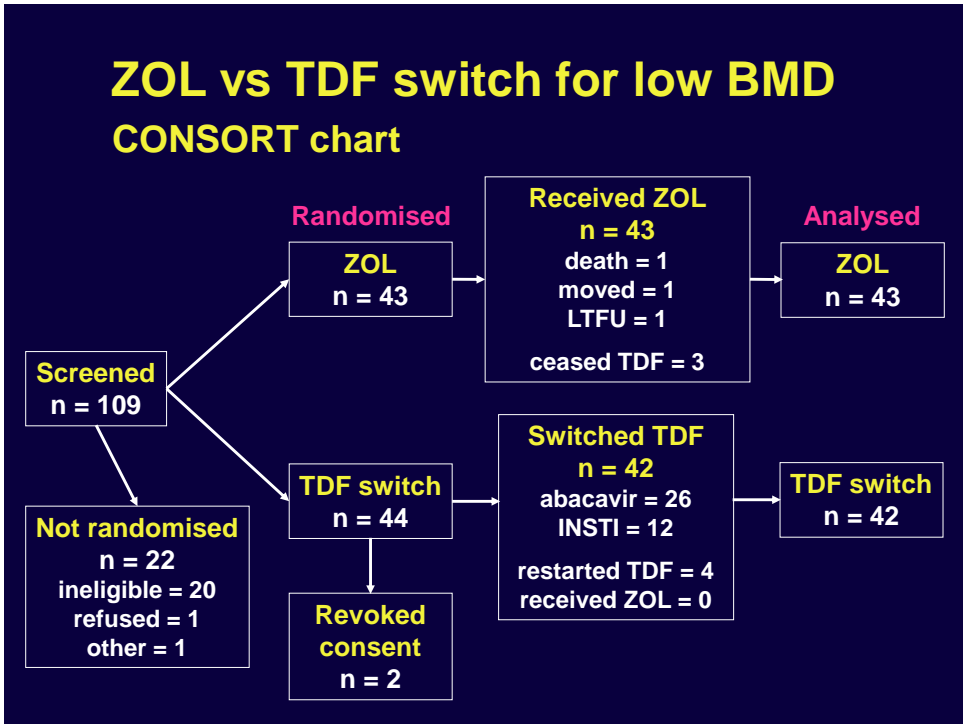 ZOL vs TDF switch for low BMD
CONSORT chart
Randomised
Analysed
Received ZOL
n = 43
death = 1
moved = 1
LTFU = 1
ceased TDF = 3
ZOL
n = 43
ZOL
n = 43
Screened
n = 109
Switched TDF
n = 42
abacavir = 26
INSTI = 12
restarted TDF = 4
received ZOL = 0
TDF switch
n = 44
TDF switch
n = 42
Not randomised
n = 22
ineligible = 20
refused = 1
other = 1
Revoked
consent
n = 2